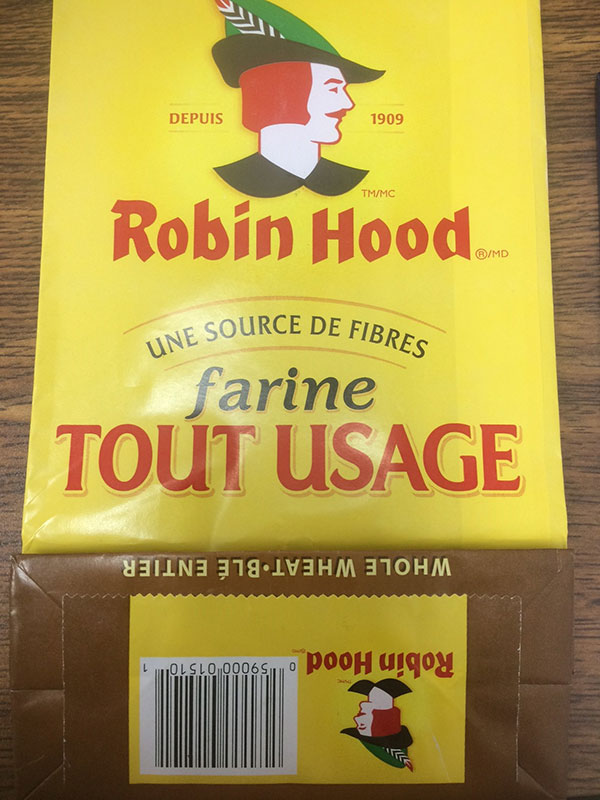 DEPUIS 1909
TM/MC
Robin Hood ®/MD
UNE SOURCE DE FIBRES
farine
TOUT USAGE
WHOLE WHEAT•BLÉ ENTIER
Robin Hood
0 59000 01510 1